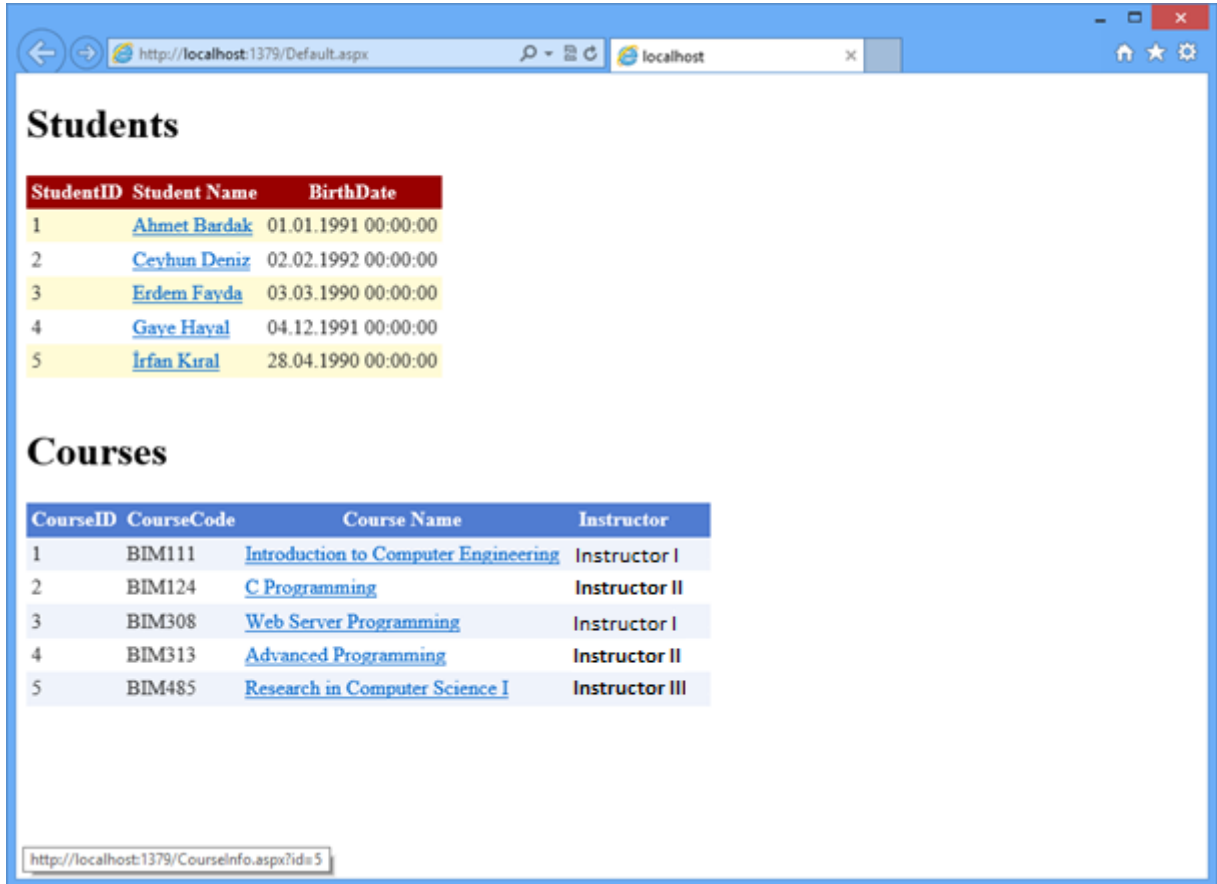 http://localhost:1379/Default.aspx localhost
Students
StudentID Student Name BirthDate
1 Ahmet Bardak 01.01.1991 00:00:00
2 Ceyhun Deniz 02.02.1992 00:00:00
3 Erdem Fayda 03.03.1990 00:00:00
4 Gaye Hayal 04.12.1991 00:00:00
5 İrfan Kıral 28.04.1990 00:00:00
Courses
CourseID CourseCode Course Name Instructor
1 BIM111 Introduction to Computer Engineering Instructor I
2 BIM124 C Programming Instructor II
3 BIM308 Web Server Programming Instructor I
4 BIM313 Advanced Programming Instructor II
5 BIM485 Research in Computer Science I Instructor III
http://localhost:1379/CourseInfo.aspx?id=5